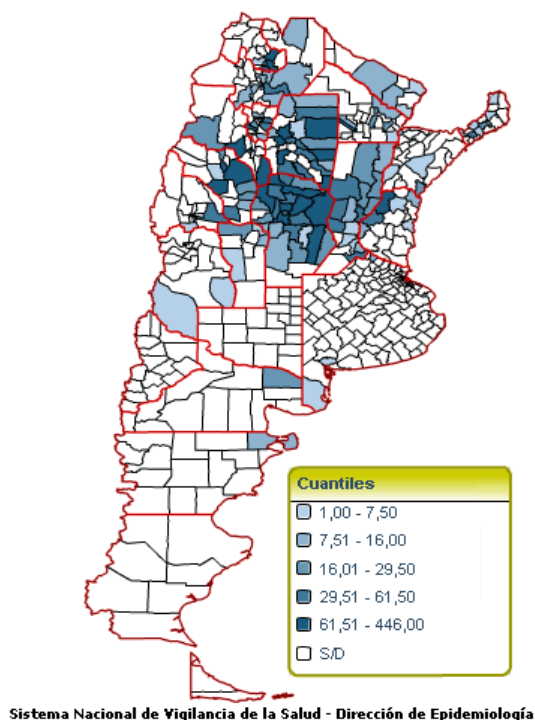 Cuantiles
1,00 - 7,50
7,51 - 16,00
16,01 - 29,50
29,51 - 61,50
61,51 - 446,00
S/D
Sistema Nacional de Vigilancia de la Salud - Dirección de Epidemiología